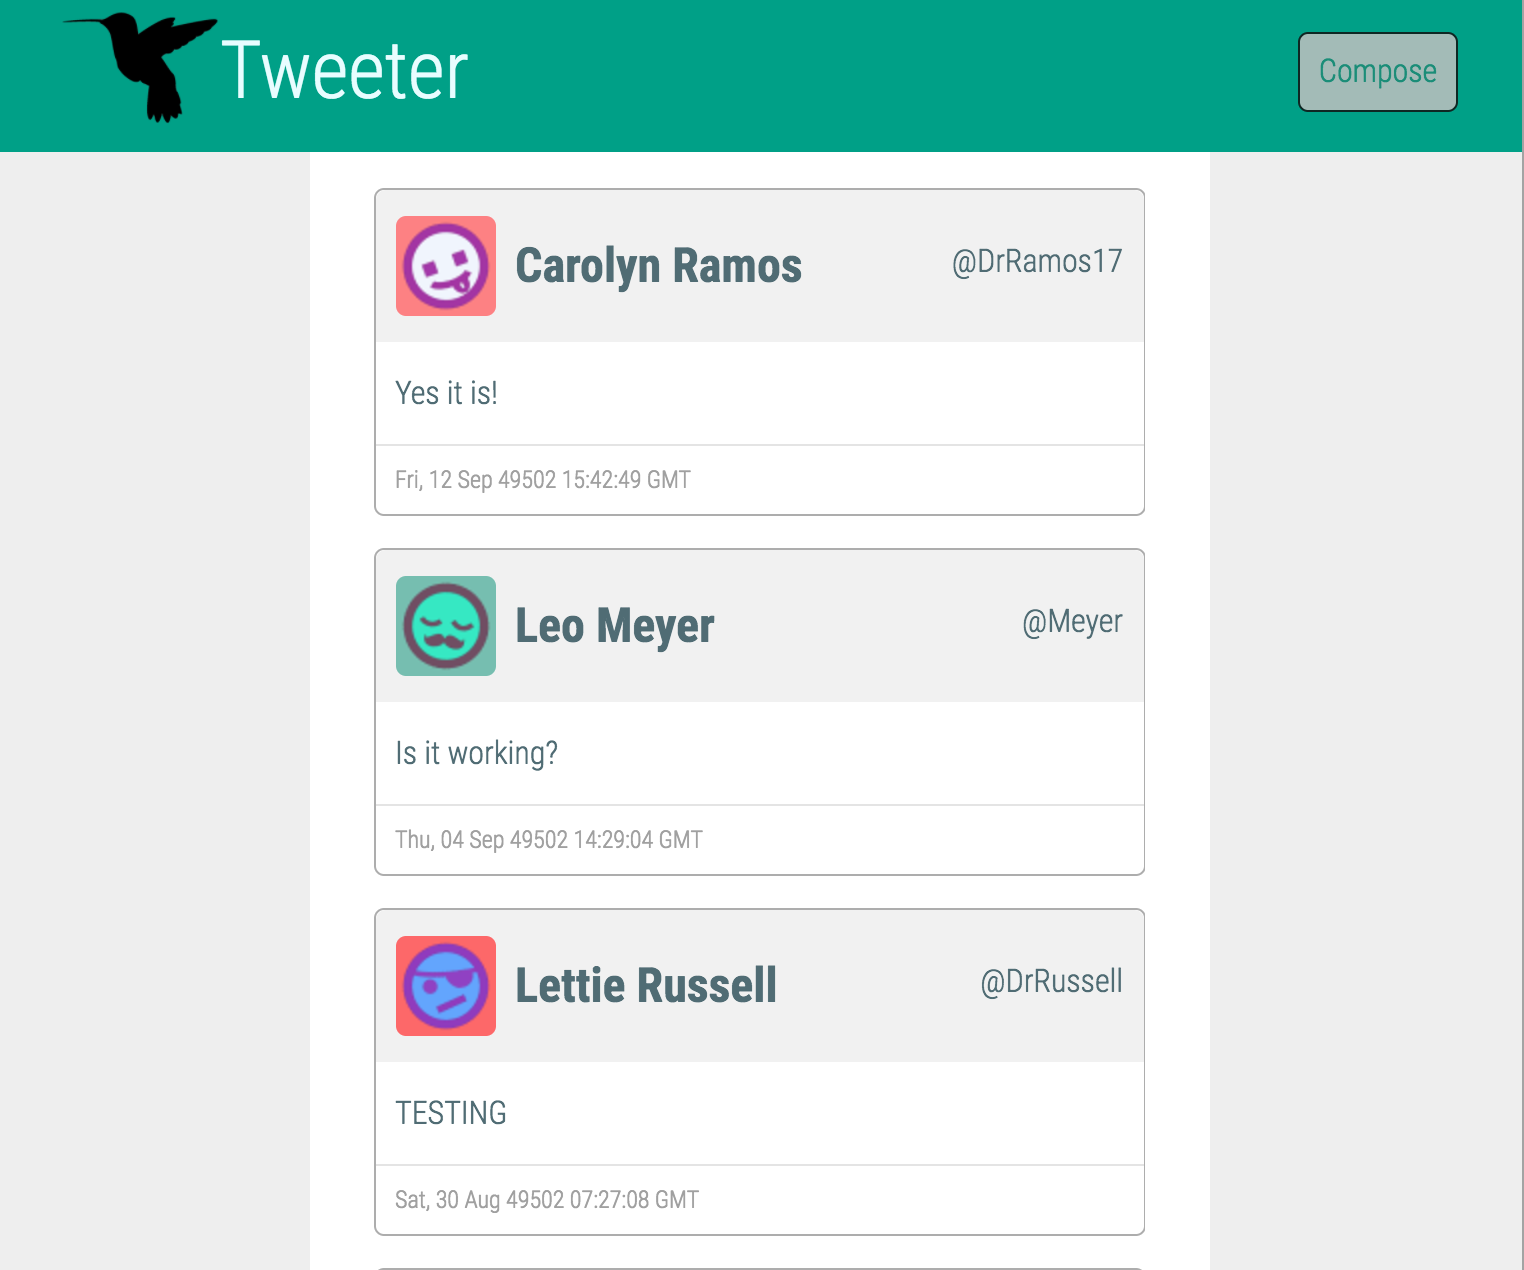 Tweeter
Compose
Carolyn Ramos
@DrRamos17
Yes it is!
Fri, 12 Sep 49502 15:42:49 GMT
Leo Meyer
@Meyer
Is it working?
Thu, 04 Sep 49502 14:29:04 GMT
Lettie Russell
@DrRussell
TESTING
Sat, 30 Aug 49502 07:27:08 GMT